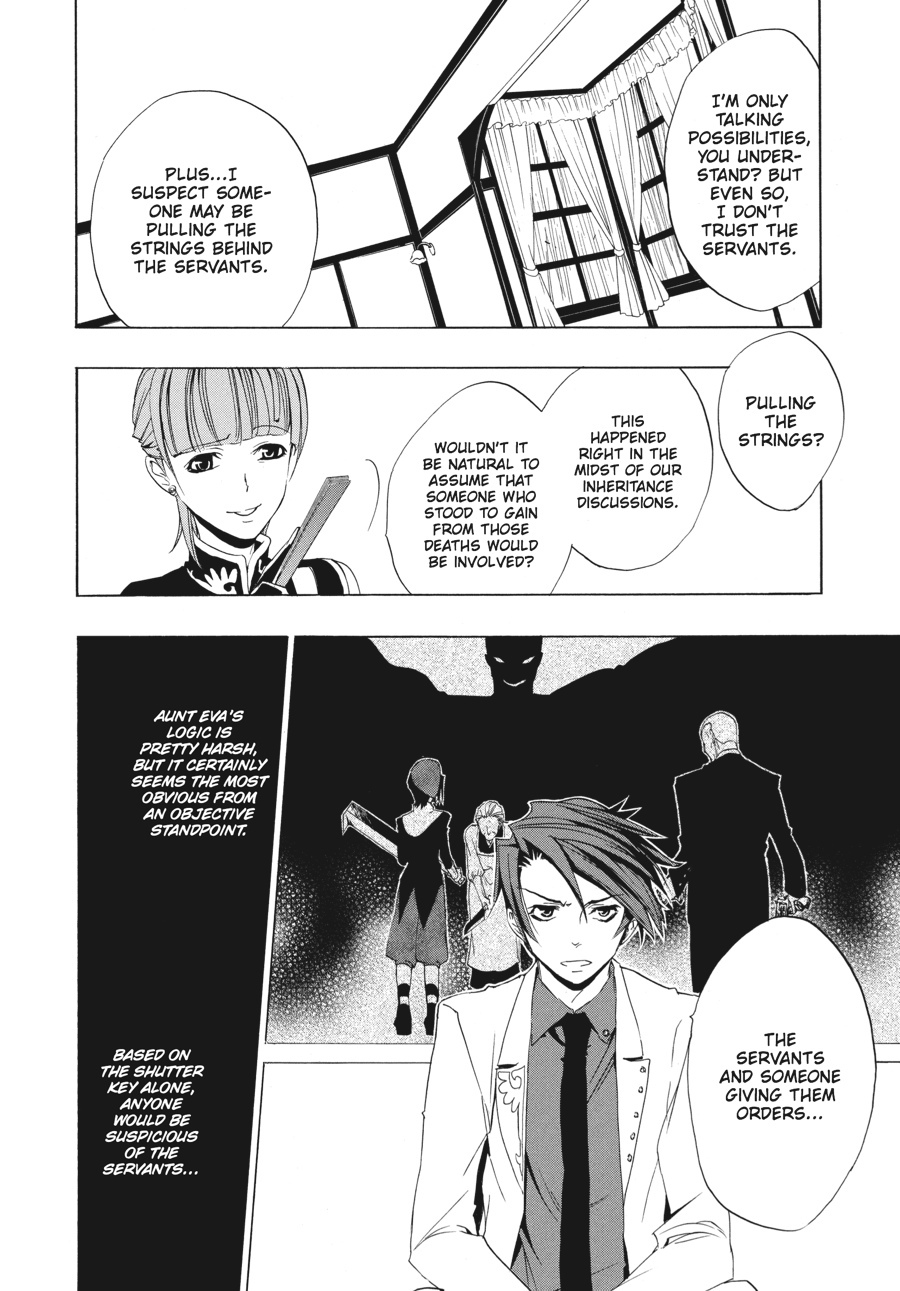 I'M ONLY
TALKING
POSSIBILITIES,
YOU UNDER-
STAND? BUT
EVEN SO,
I DON'T
TRUST THE
SERVANTS.
PLUS...I
SUSPECT SOME-
ONE MAY BE
PULLING THE
STRINGS BEHIND
THE SERVANTS.
PULLING
THE
STRINGS?
THIS
HAPPENED
RIGHT IN THE
MIDST OF OUR
INHERITANCE
DISCUSSIONS.
WOULDN'T IT
BE NATURAL TO
ASSUME THAT
SOMEONE WHO
STOOD TO GAIN
FROM THOSE
DEATHS WOULD
BE INVOLVED?
THE
SERVANTS
AND SOMEONE
GIVING THEM
ORDERS...
AUNT EVA'S
LOGIC IS
PRETTY HARSH,
BUT IT CERTAINLY
SEEMS THE MOST
OBVIOUS FROM
AN OBJECTIVE
STANDPOINT.
BASED ON
THE SHUTTER
KEY ALONE,
ANYONE
WOULD BE
SUSPICIOUS
OF THE
SERVANTS...